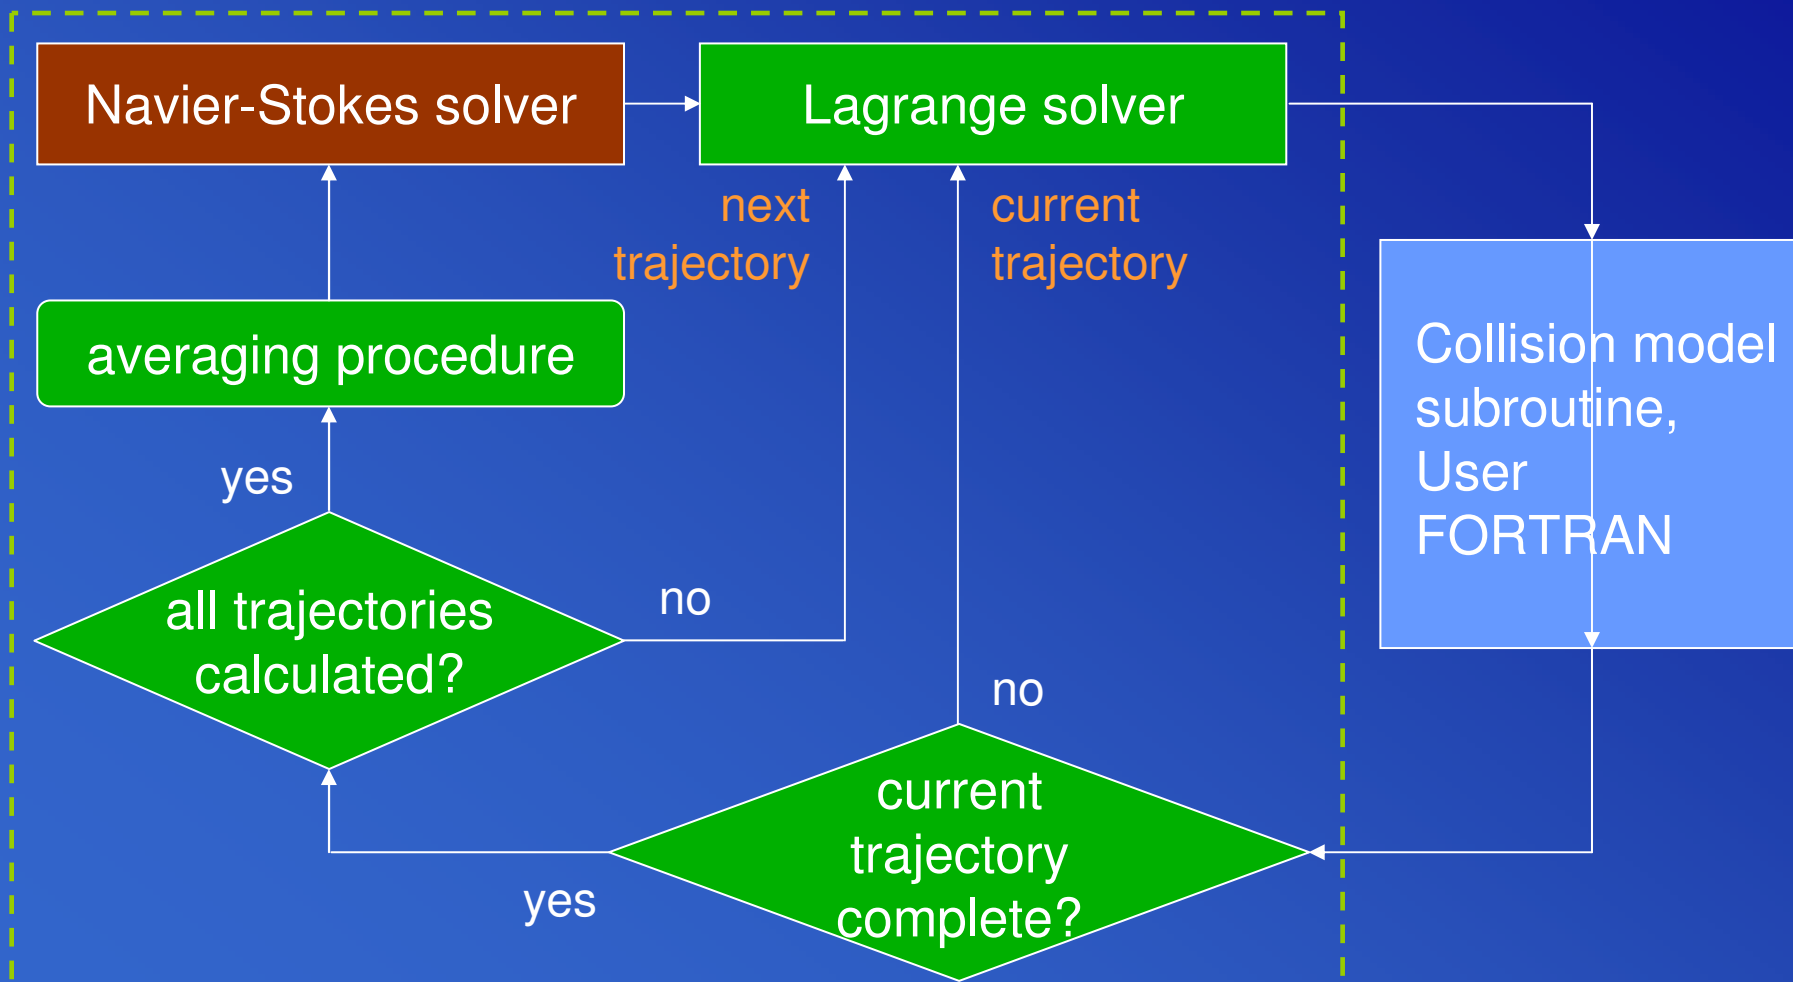 Navier-Stokes solver
Lagrange solver
next
trajectory
current
trajectory
averaging procedure
Collision model
subroutine,
User
FORTRAN
yes
all trajectories
calculated?
no
no
current
trajectory
complete?
yes